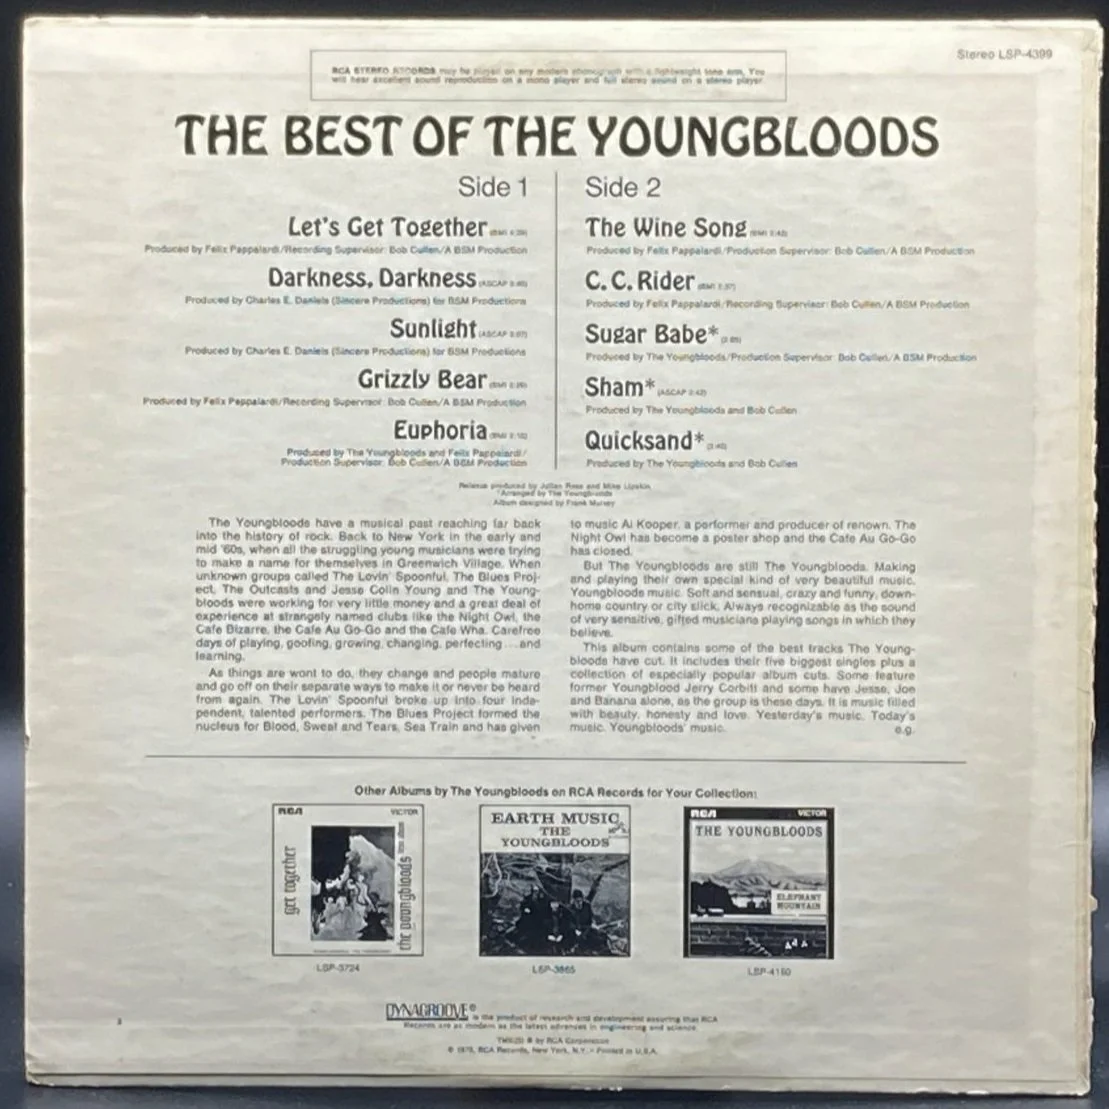 Stereo LSP-4399
RCA STEREO RECORDS may be played on any modern phonograph with a lightweight tone arm. You
will hear excellent sound reproduction on a mono player and full stereo sound on a stereo player.
THE BEST OF THE YOUNGBLOODS
Side 1
Let's Get Together
Produced by Felix Pappalardi/Recording Supervisor: Bob Cullen/A BSM Production
Darkness, Darkness
Produced by Charles E. Daniels (Sincere Productions) for BSM Productions
Sunlight (ASCAP 3:07)
Produced by Charles E. Daniels (Sincere Productions) for BSM Productions
Grizzly Bear
Produced by Felix Pappalardi/Recording Supervisor: Bob Cullen/A BSM Production
Euphoria
Produced by The Youngbloods and Felix Pappalardi/
Production Supervisor: Bob Cullen/A BSM Production
Side 2
The Wine Song
Produced by Felix Pappalardi/Production Supervisor: Bob Cullen/A BSM Production
C. C. Rider
Produced by Felix Pappalardi/Recording Supervisor: Bob Cullen/A BSM Production
Sugar Babe*
Produced by The Youngbloods/Production Supervisor: Bob Cullen/A BSM Production
Sham* (ASCAP 2:43)
Produced by The Youngbloods and Bob Cullen
Quicksand*
Produced by The Youngbloods and Bob Cullen
produced by and Mike Lipskin
*Arranged by The Youngbloods
Album designed by Frank Mulvey
The Youngbloods have a musical past reaching far back
into the history of rock. Back to New York in the early and
mid '60s, when all the struggling young musicians were trying
to make a name for themselves in Greenwich Village. When
unknown groups called The Lovin' Spoonful, The Blues Proj-
ect, The Outcasts and Jesse Colin Young and The Young-
bloods were working for very little money and a great deal of
experience at strangely named clubs like the Night Owl, the
Cafe Bizarre, the Cafe Au Go-Go and the Cafe Wha. Carefree
days of playing, goofing, growing, changing, perfecting...and
learning.
As things are wont to do, they change and people mature
and go off on their separate ways to make it or never be heard
from again. The Lovin' Spoonful broke up into four inde-
pendent, talented performers. The Blues Project formed the
nucleus for Blood, Sweat and Tears, Sea Train and has given
to music Al Kooper, a performer and producer of renown. The
Night Owl has become a poster shop and the Cafe Au Go-Go
has closed.
But The Youngbloods are still The Youngbloods. Making
and playing their own special kind of very beautiful music.
Youngbloods music. Soft and sensual, crazy and funny, down-
home country or city slick. Always recognizable as the sound
of very sensitive, gifted musicians playing songs in which they
believe.
This album contains some of the best tracks The Young-
bloods have cut. It includes their five biggest singles plus a
collection of especially popular album cuts. Some feature
former Youngblood Jerry Corbitt and some have Jesse, Joe
and Banana alone, as the group is these days. It is music filled
with beauty, honesty and love. Yesterday's music. Today's
music. Youngbloods' music.
e.g.
Other Albums by The Youngbloods on RCA Records for Your Collection:
RCA VICTOR
get together
the youngbloods
LSP-3724
EARTH MUSIC
THE
YOUNGBLOODS
LSP-3865
RCA VICTOR
THE YOUNGBLOODS
ELEPHANT
MOUNTAIN
LSP-4150
DYNAGROOVE® is the product of research and development assuring that RCA
Records are as modern as the latest advances in engineering and science.
TMK(S) ® by RCA Corporation
© 1970, RCA Records, New York, N.Y. • Printed in U.S.A.